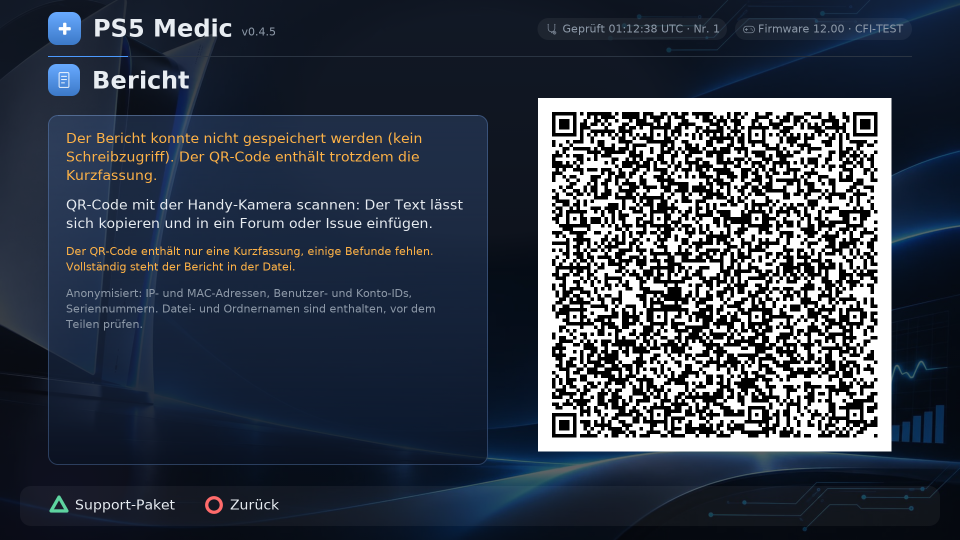 PS5 Medic v0.4.5
Geprüft 01:12:38 UTC · Nr. 1
Firmware 12.00 · CFI-TEST
Bericht
Der Bericht konnte nicht gespeichert werden (kein
Schreibzugriff). Der QR-Code enthält trotzdem die
Kurzfassung.
QR-Code mit der Handy-Kamera scannen: Der Text lässt
sich kopieren und in ein Forum oder Issue einfügen.
Der QR-Code enthält nur eine Kurzfassung, einige Befunde fehlen.
Vollständig steht der Bericht in der Datei.
Anonymisiert: IP- und MAC-Adressen, Benutzer- und Konto-IDs,
Seriennummern. Datei- und Ordnernamen sind enthalten, vor dem
Teilen prüfen.
Support-Paket
Zurück